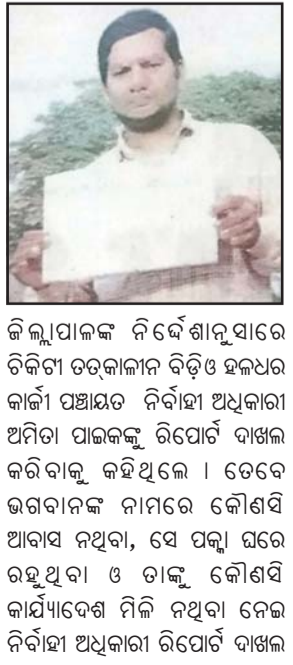 ଜିଲ୍ଲାପାଳଙ୍କ ନିର୍ଦ୍ଦେଶାନୁସାରେ
ଚିକିଟୀ ତତ୍‌କାଳୀନ ବିଡ଼ିଓ ହଳଧର
କାର୍ଜୀ ପଞ୍ଚାୟତ ନିର୍ବାହୀ ଅଧିକାରୀ
ଅମିତା ପାଇକଙ୍କୁ ରିପୋର୍ଟ ଦାଖଲ
କରିବାକୁ କହିଥିଲେ । ତେବେ
ଭଗବାନଙ୍କ ନାମରେ କୌଣସି
ଆବାସ ନଥିବା, ସେ ପକ୍କା ଘରେ
ରହୁଥିବା ଓ ତାଙ୍କୁ କୌଣସି
କାର୍ଯ୍ୟାଦେଶ ମିଳି ନଥିବା ନେଇ
ନିର୍ବାହୀ ଅଧିକାରୀ ରିପୋର୍ଟ ଦାଖଲ